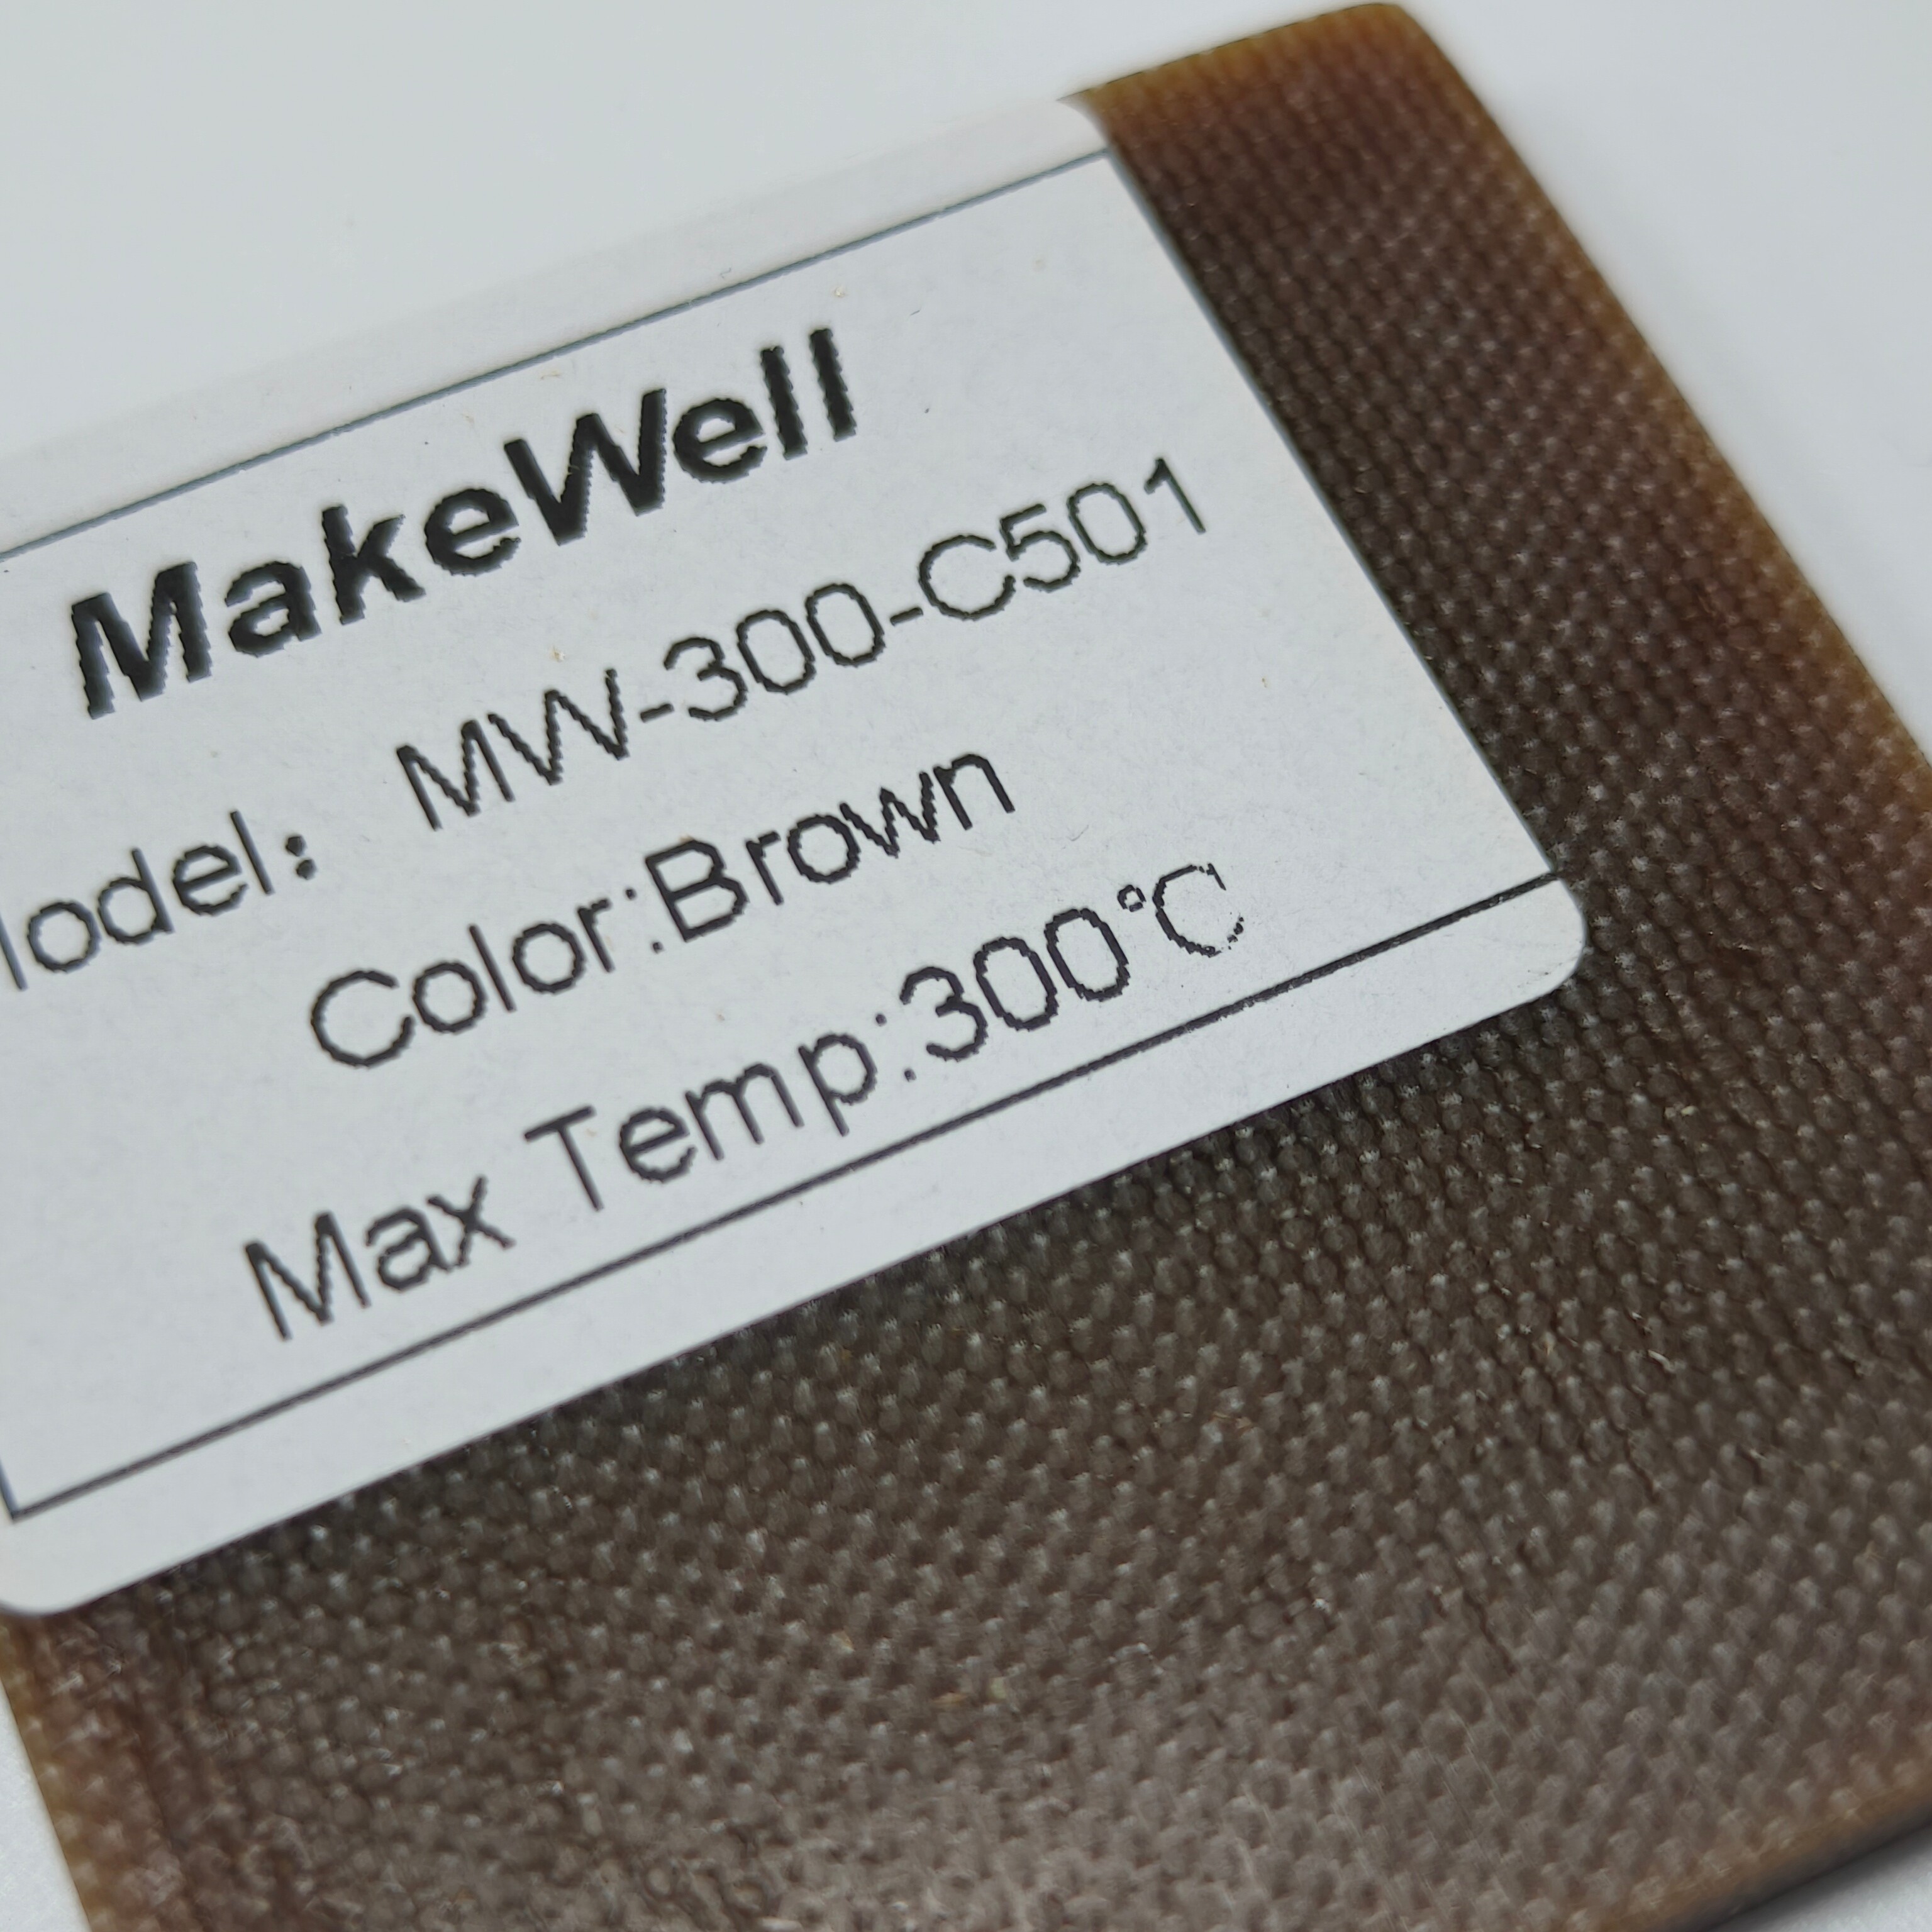 MakeWell
odel: MW-300-C501
Color:Brown
Max Temp:300℃